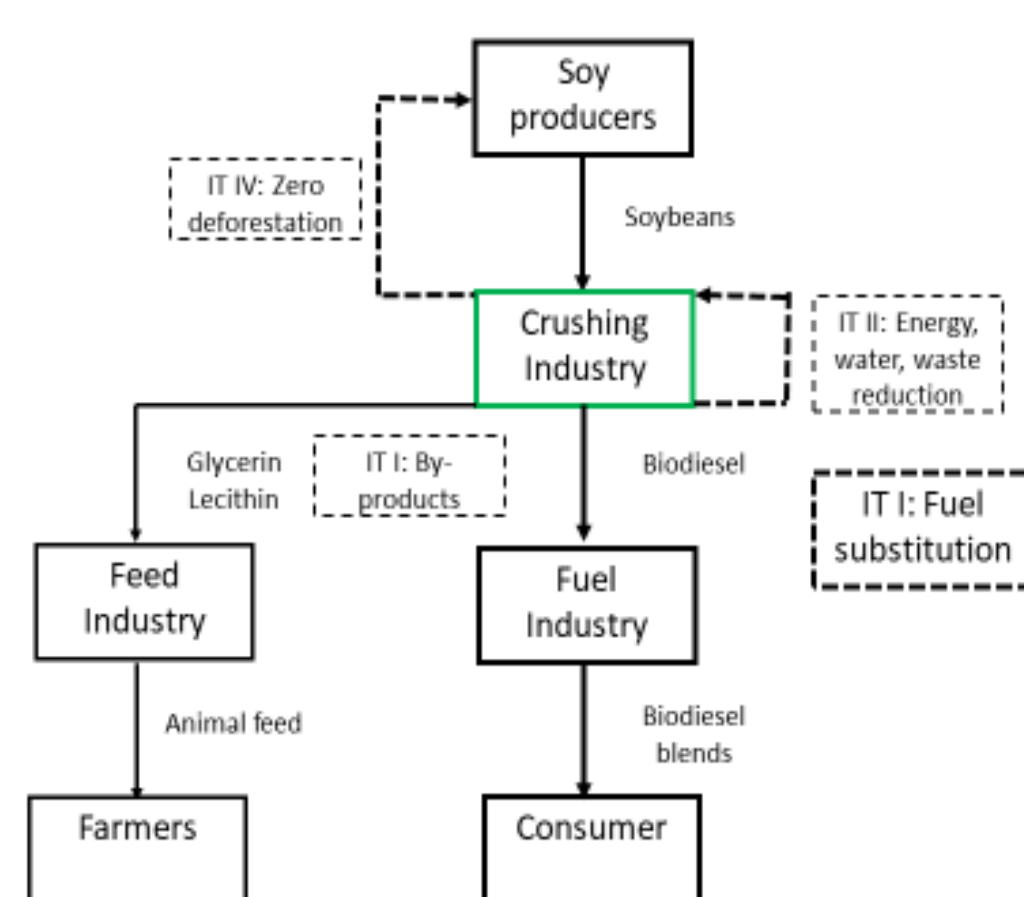 Soy
producers
IT IV: Zero
deforestation
Soybeans
Crushing
Industry
IT II: Energy,
water, waste
reduction
Glycerin
Lecithin
IT I: By-
products
Biodiesel
IT I: Fuel
substitution
Feed
Industry
Fuel
Industry
Animal feed
Biodiesel
blends
Farmers
Consumer